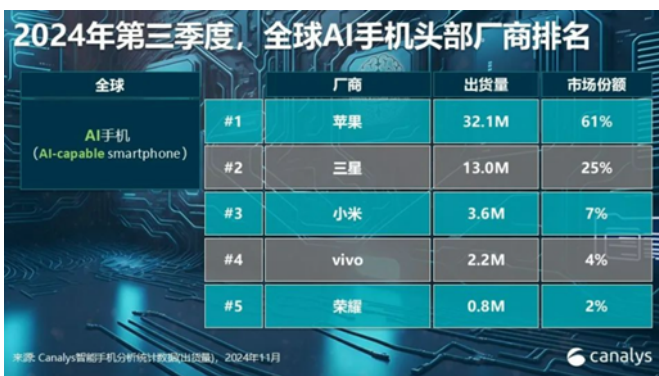 2024年第三季度，全球AI手机头部厂商排名
全球 厂商 出货量 市场份额
AI手机
（AI-capable smartphone）
#1 苹果 32.1M 61%
#2 三星 13.0M 25%
#3 小米 3.6M 7%
#4 vivo 2.2M 4%
#5 荣耀 0.8M 2%
来源: Canalys智能手机分析统计数据(出货量)，2024年11月
canalys